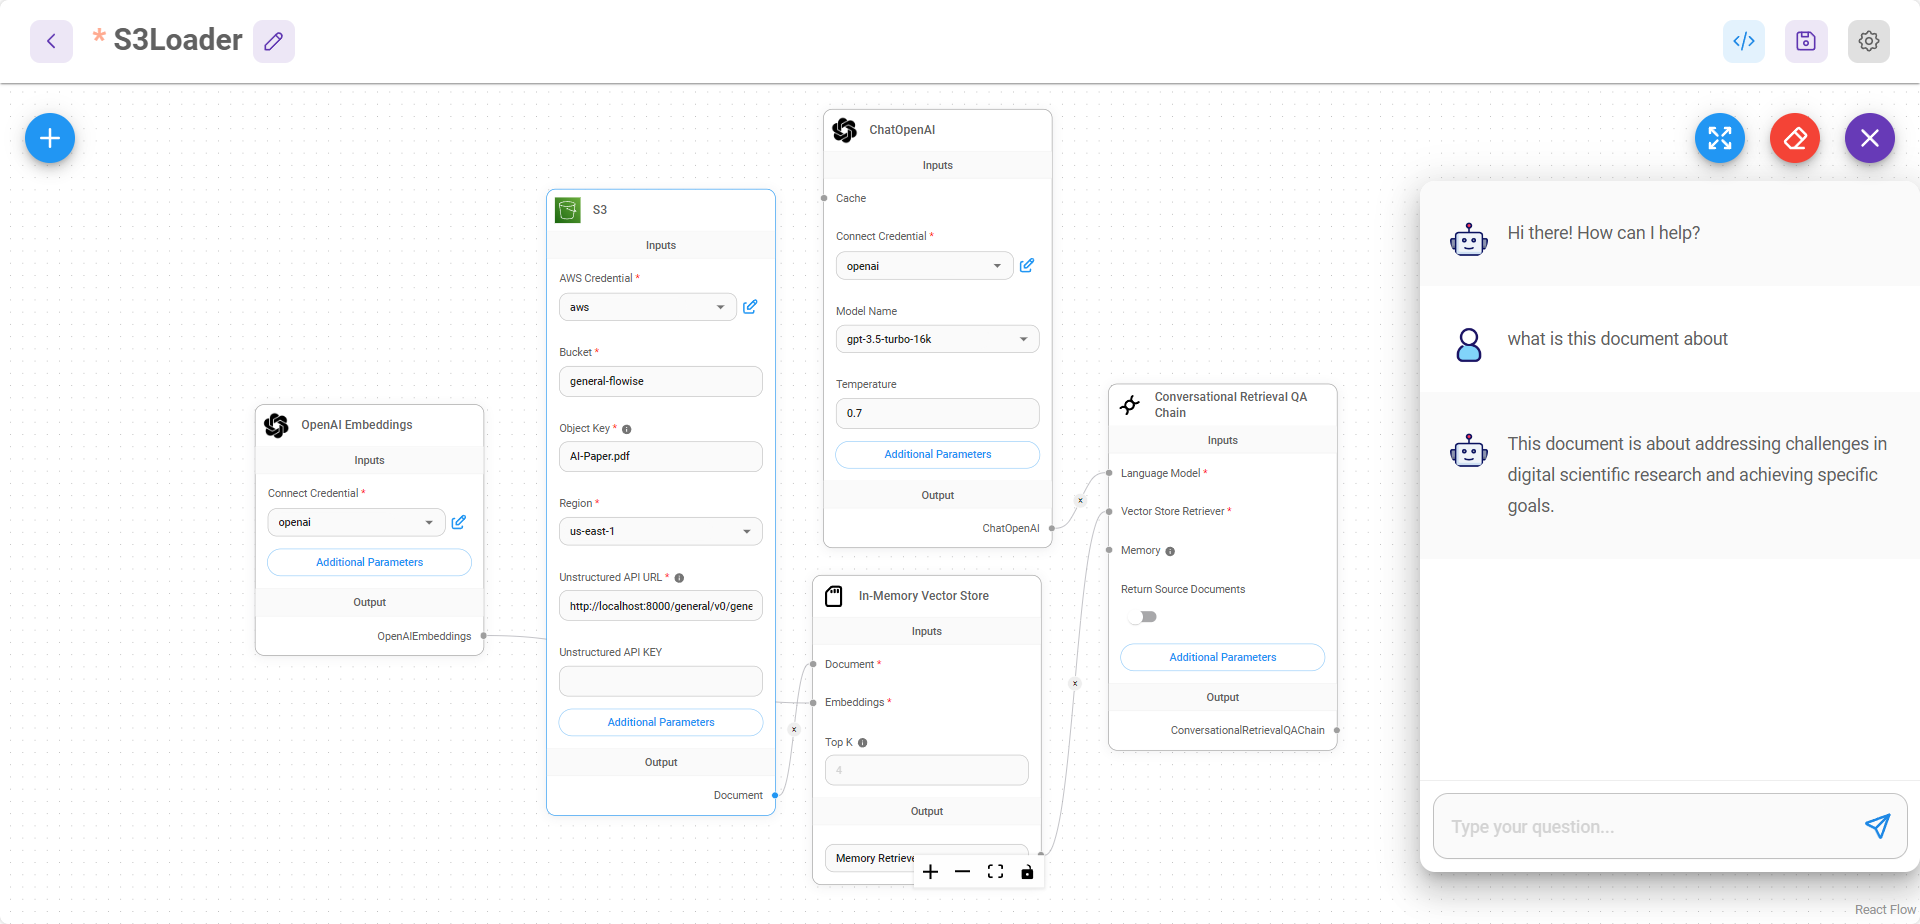 * S3Loader
OpenAI Embeddings
Inputs
Connect Credential *
openai
Additional Parameters
Output
OpenAIEmbeddings
S3
Inputs
AWS Credential *
aws
Bucket *
general-flowise
Object Key *
AI-Paper.pdf
Region *
us-east-1
Unstructured API URL *
http://localhost:8000/general/v0/gene
Unstructured API KEY
Additional Parameters
Output
Document
ChatOpenAI
Inputs
Cache
Connect Credential *
openai
Model Name
gpt-3.5-turbo-16k
Temperature
0.7
Additional Parameters
Output
ChatOpenAI
In-Memory Vector Store
Inputs
Document *
Embeddings *
Top K
4
Output
Memory Retrieve
Conversational Retrieval QA
Chain
Inputs
Language Model *
Vector Store Retriever *
Memory
Return Source Documents
Additional Parameters
Output
ConversationalRetrievalQAChain
Hi there! How can I help?
what is this document about
This document is about addressing challenges in
digital scientific research and achieving specific
goals.
Type your question...
React Flow